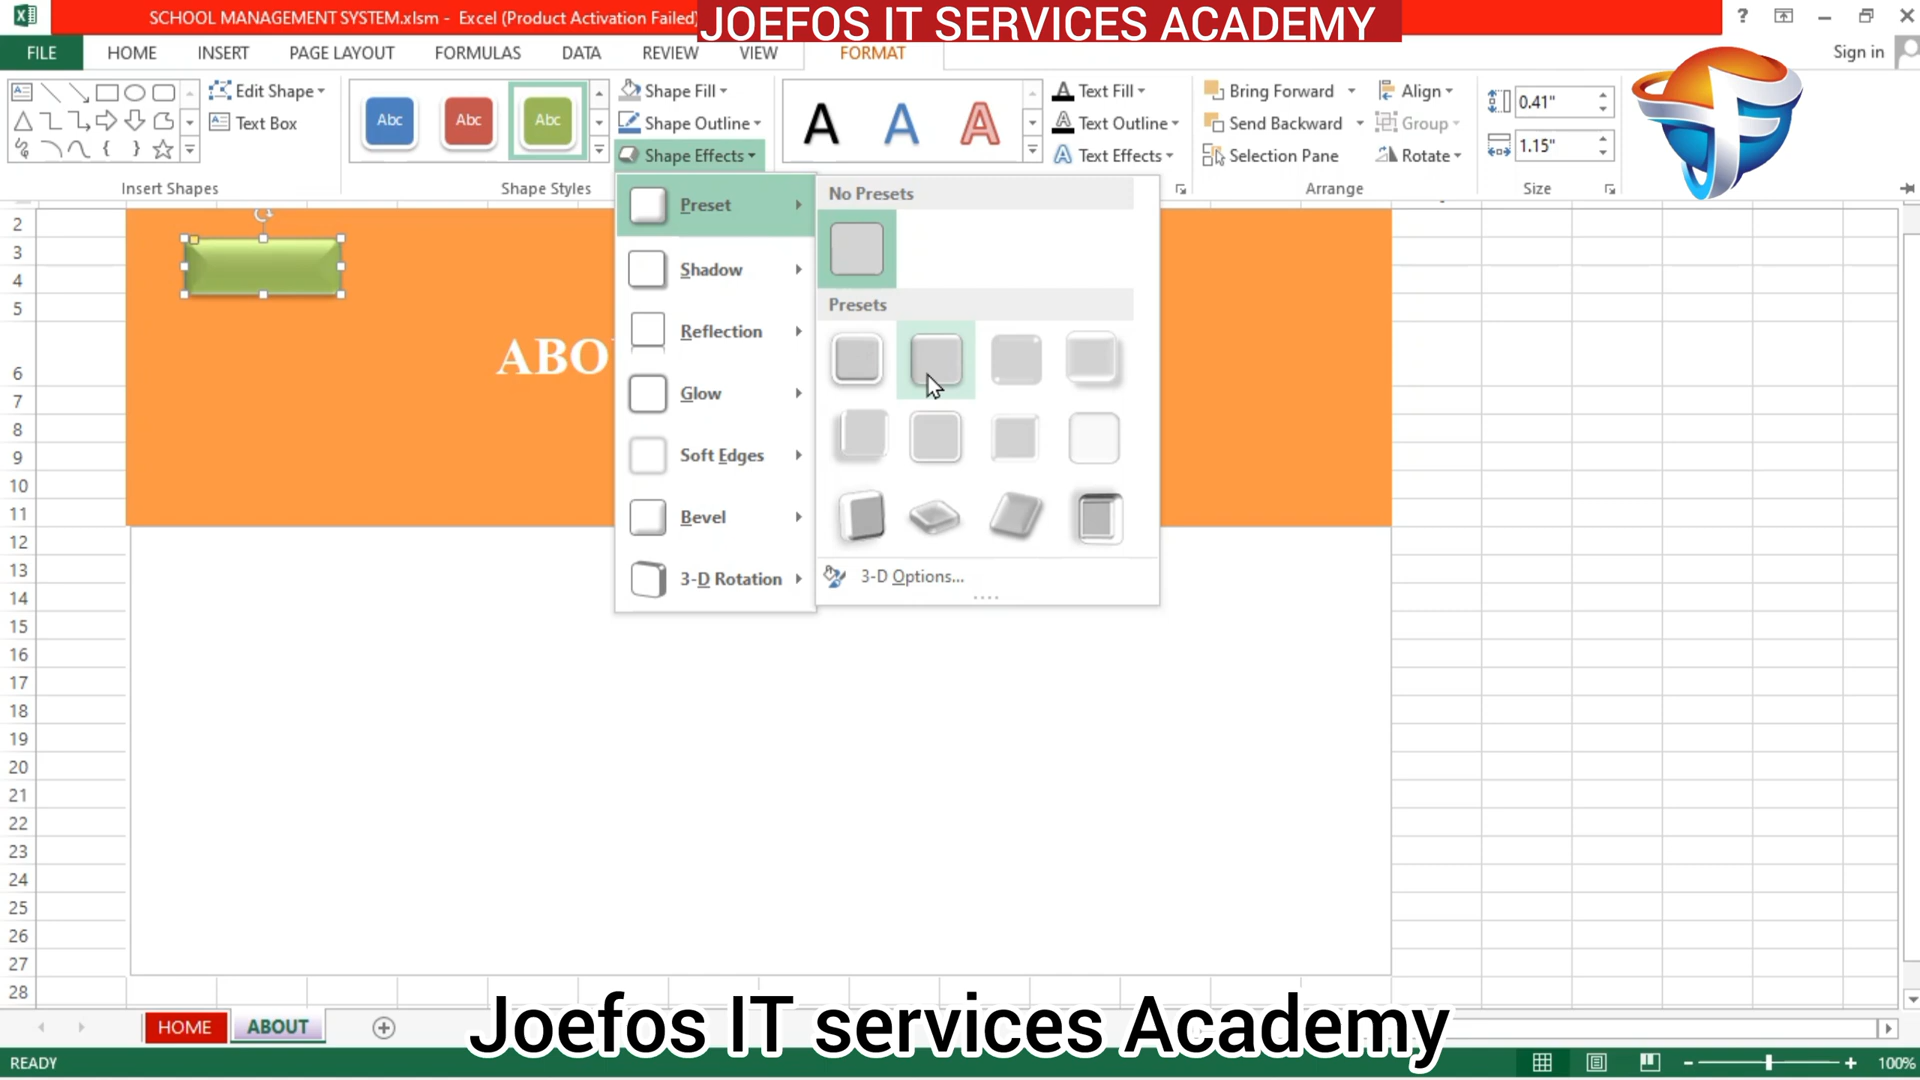 SCHOOL MANAGEMENT SYSTEM.xlsm - Excel (Product Activation Failed)
JOEFOS IT SERVICES ACADEMY
?
FILE HOME INSERT PAGE LAYOUT FORMULAS DATA REVIEW VIEW FORMAT Sign in
Edit Shape
Text Box
Insert Shapes
Abc Abc Abc
Shape Fill
Shape Outline
Shape Effects
Shape Styles
A A A
Text Fill
Text Outline
Text Effects
Bring Forward
Send Backward
Selection Pane
Align
Group
Rotate
Arrange
0.41"
1.15"
Size
Preset
Shadow
Reflection
Glow
Soft Edges
Bevel
3-D Rotation
No Presets
Presets
3-D Options...
2
3
4
5
6
7
8
9
10
11
12
13
14
15
16
17
18
19
20
21
22
23
24
25
26
27
28
HOME ABOUT
Joefos IT services Academy
READY
100%